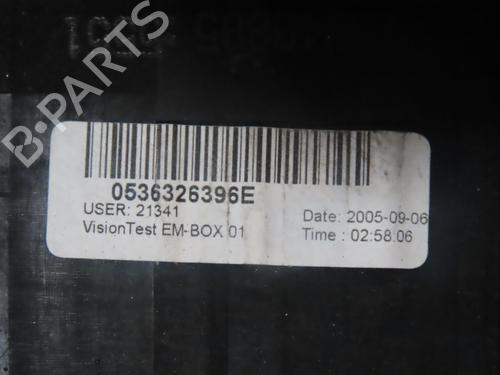 B-PARTS
0536326396E
USER: 21341
Date: 2005-09-06
VisionTest EM-BOX 01
Time : 02:58.06